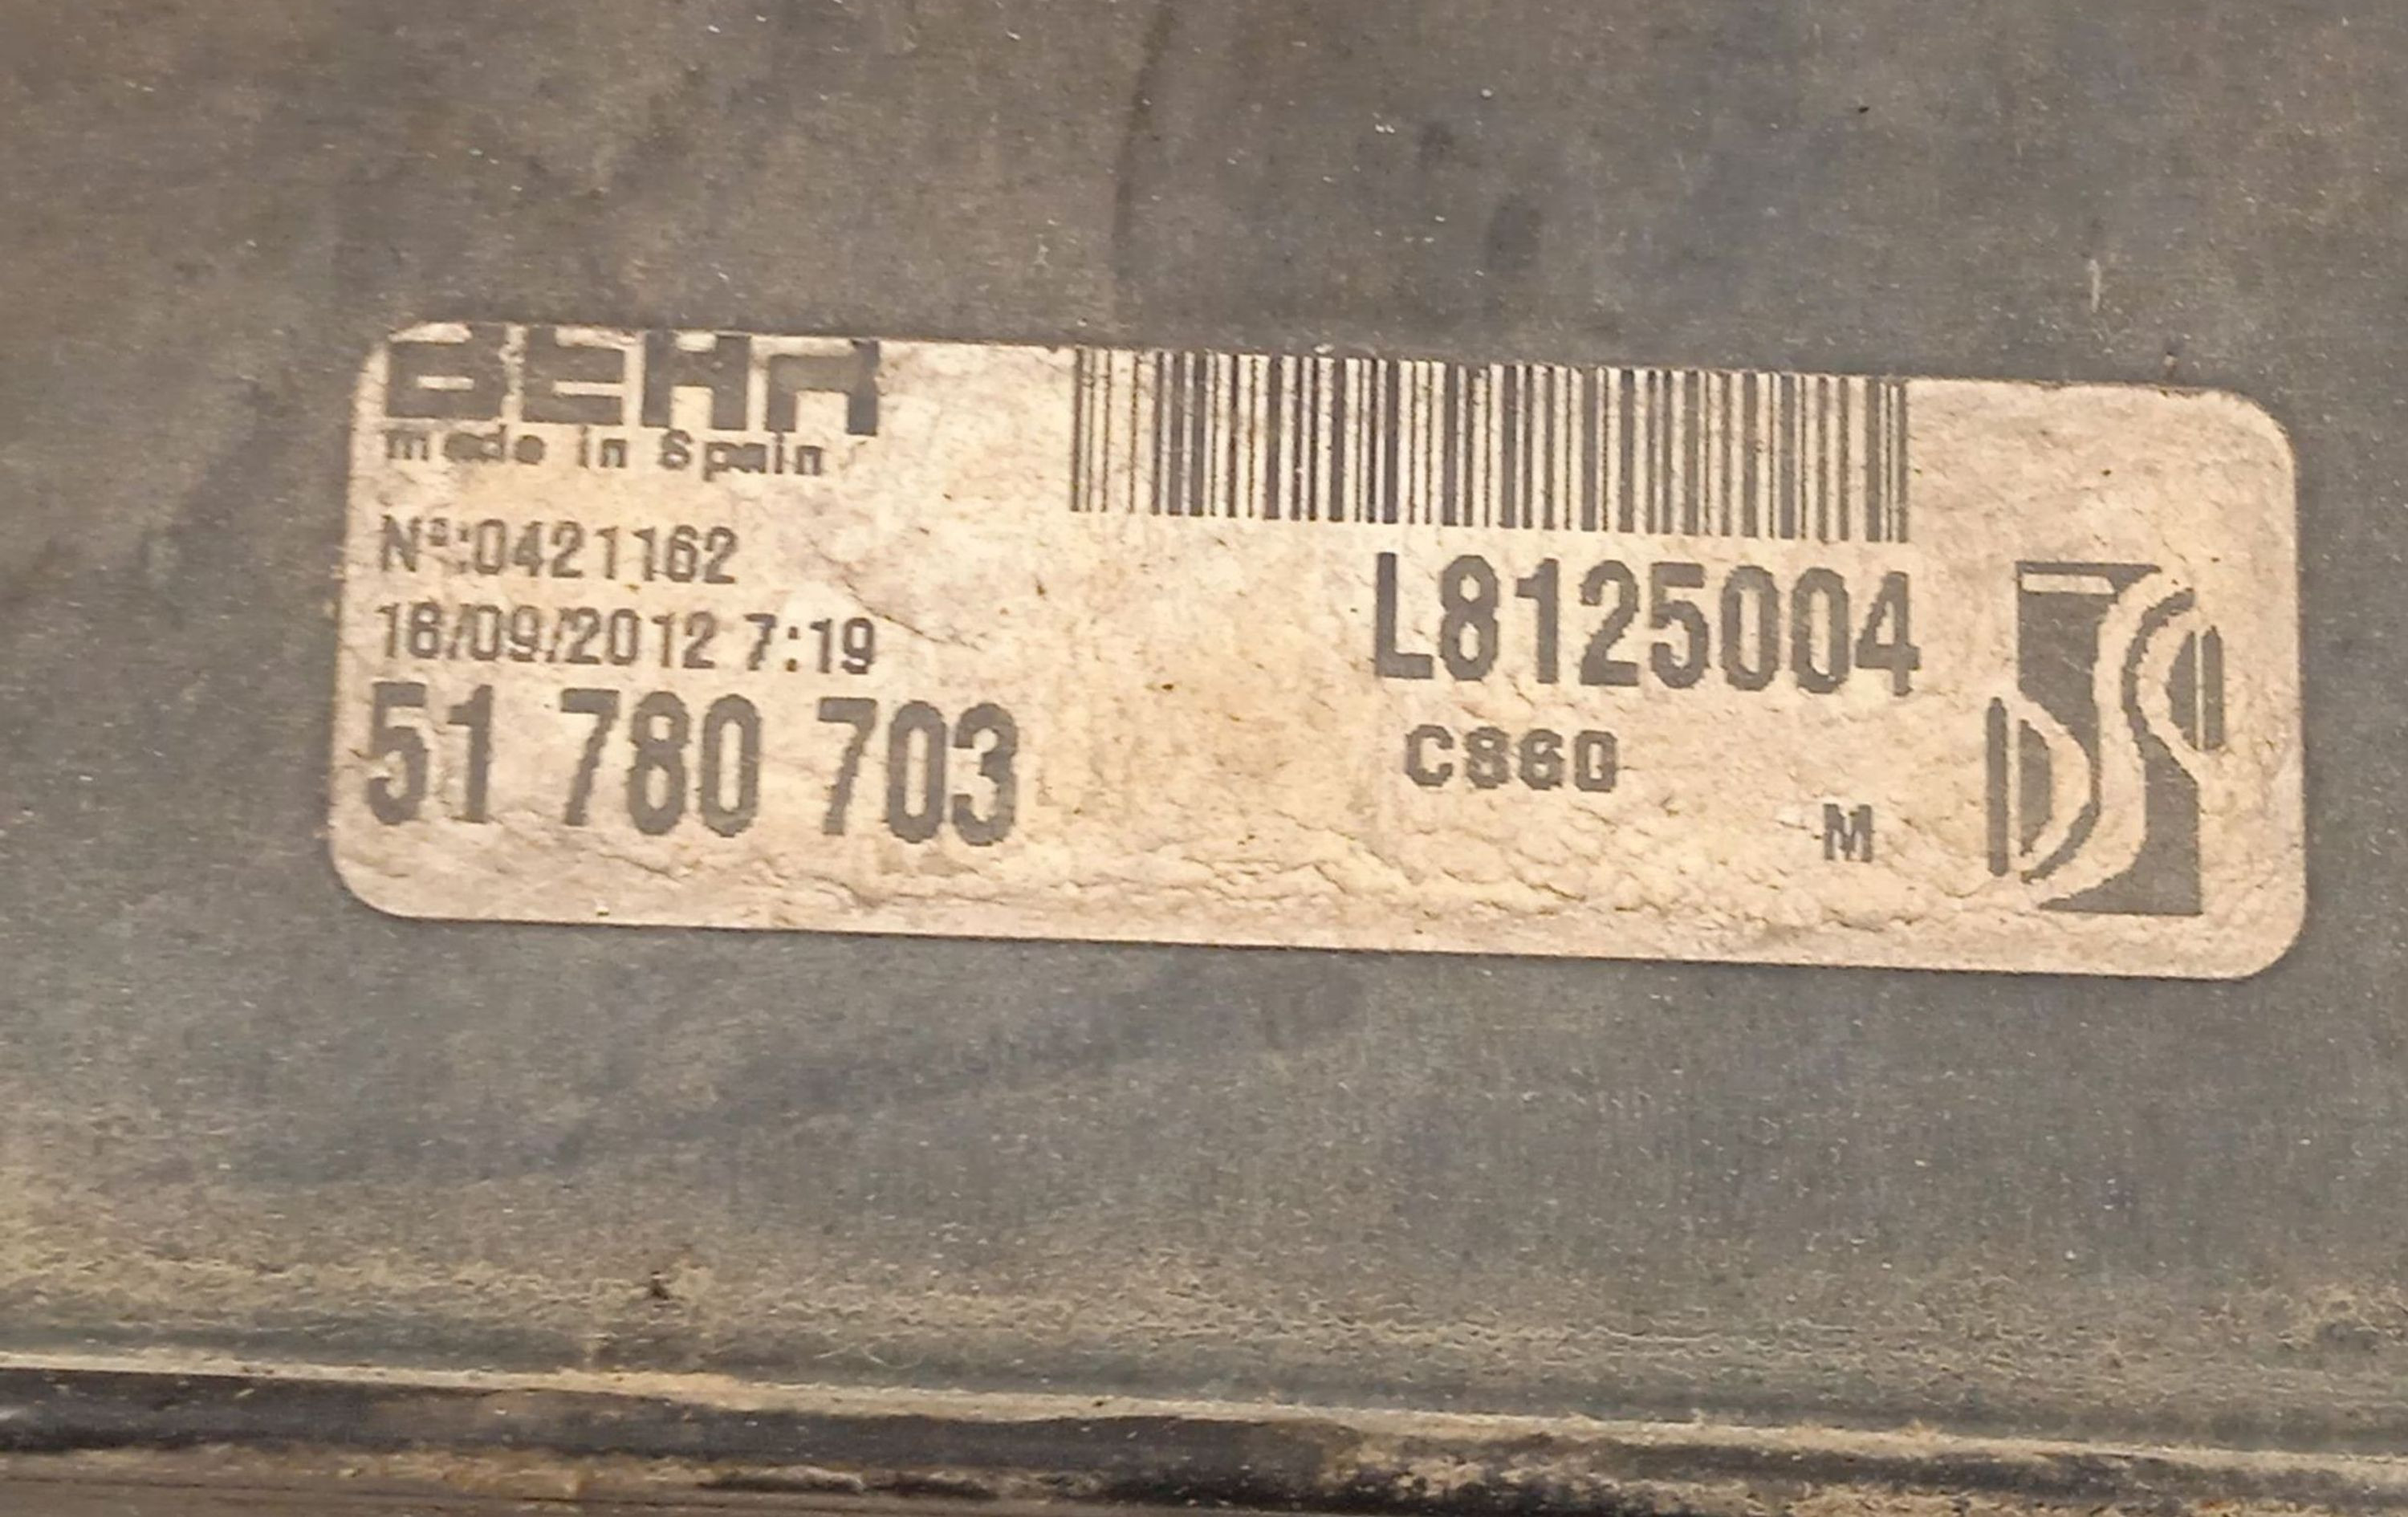 BEHR
made in Spain
Nº:0421162
18/09/2012 7:19
51 780 703
L8125004
C860
M